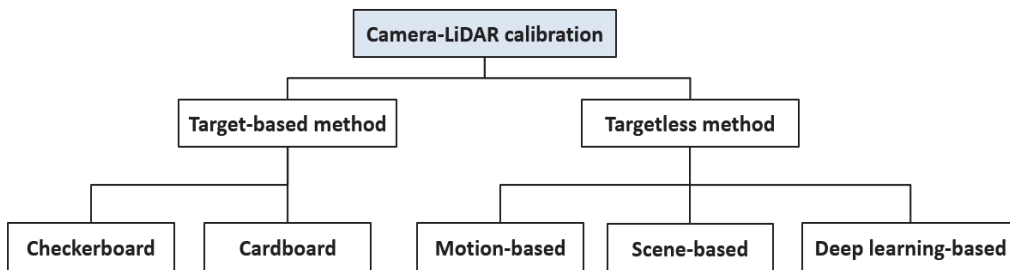 Camera-LiDAR calibration
Target-based method
Targetless method
Checkerboard
Cardboard
Motion-based
Scene-based
Deep learning-based